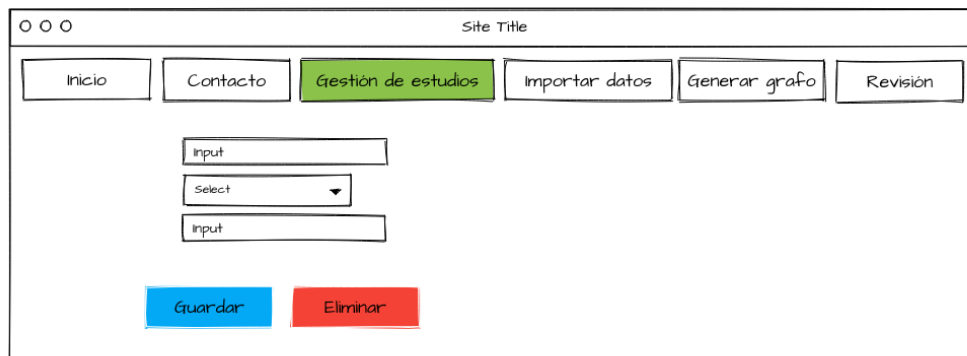 Site Title
Inicio Contacto Gestión de estudios Importar datos Generar grafo Revisión
Input
Select
Input
Guardar Eliminar